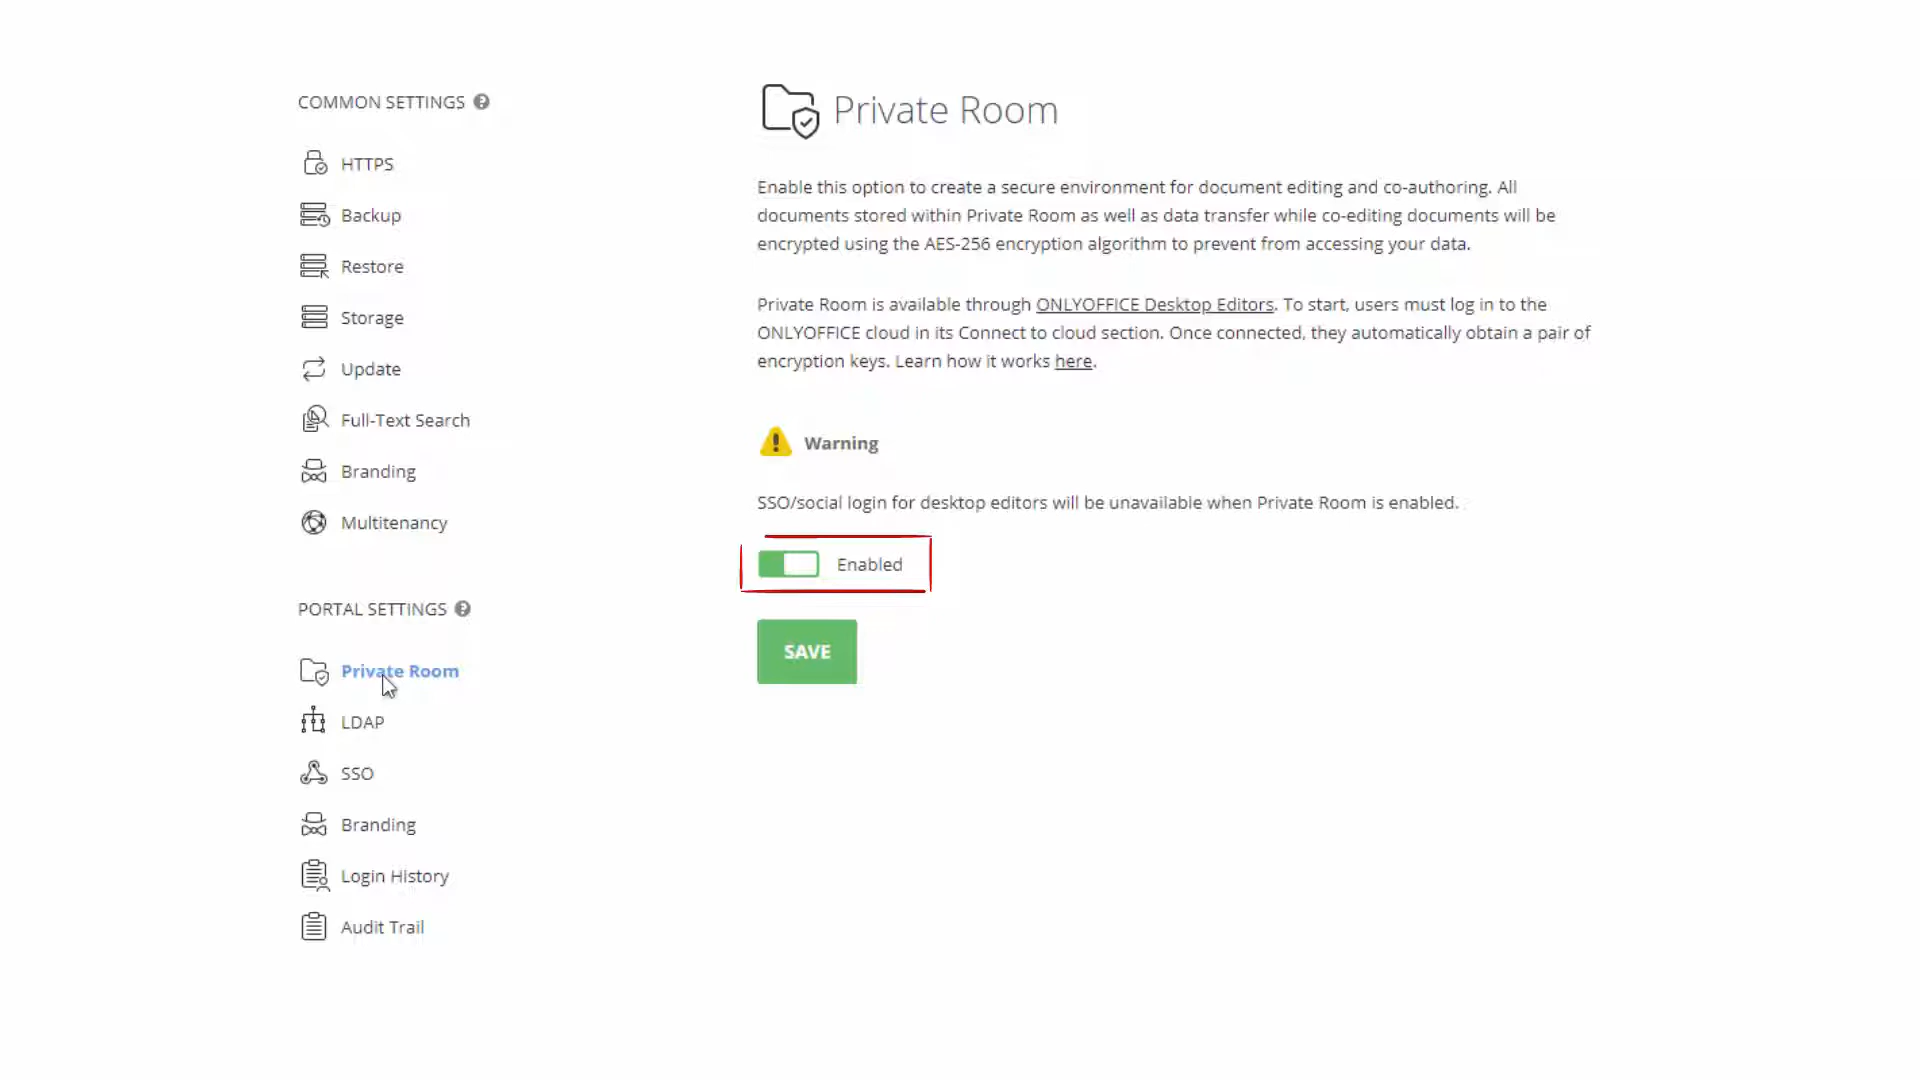 COMMON SETTINGS
HTTPS
Backup
Restore
Storage
Update
Full-Text Search
Branding
Multitenancy
PORTAL SETTINGS
Private Room
LDAP
SSO
Branding
Login History
Audit Trail
Private Room
Enable this option to create a secure environment for document editing and co-authoring. All
documents stored within Private Room as well as data transfer while co-editing documents will be
encrypted using the AES-256 encryption algorithm to prevent from accessing your data.
Private Room is available through ONLYOFFICE Desktop Editors. To start, users must log in to the
ONLYOFFICE cloud in its Connect to cloud section. Once connected, they automatically obtain a pair of
encryption keys. Learn how it works here.
Warning
SSO/social login for desktop editors will be unavailable when Private Room is enabled.
Enabled
SAVE